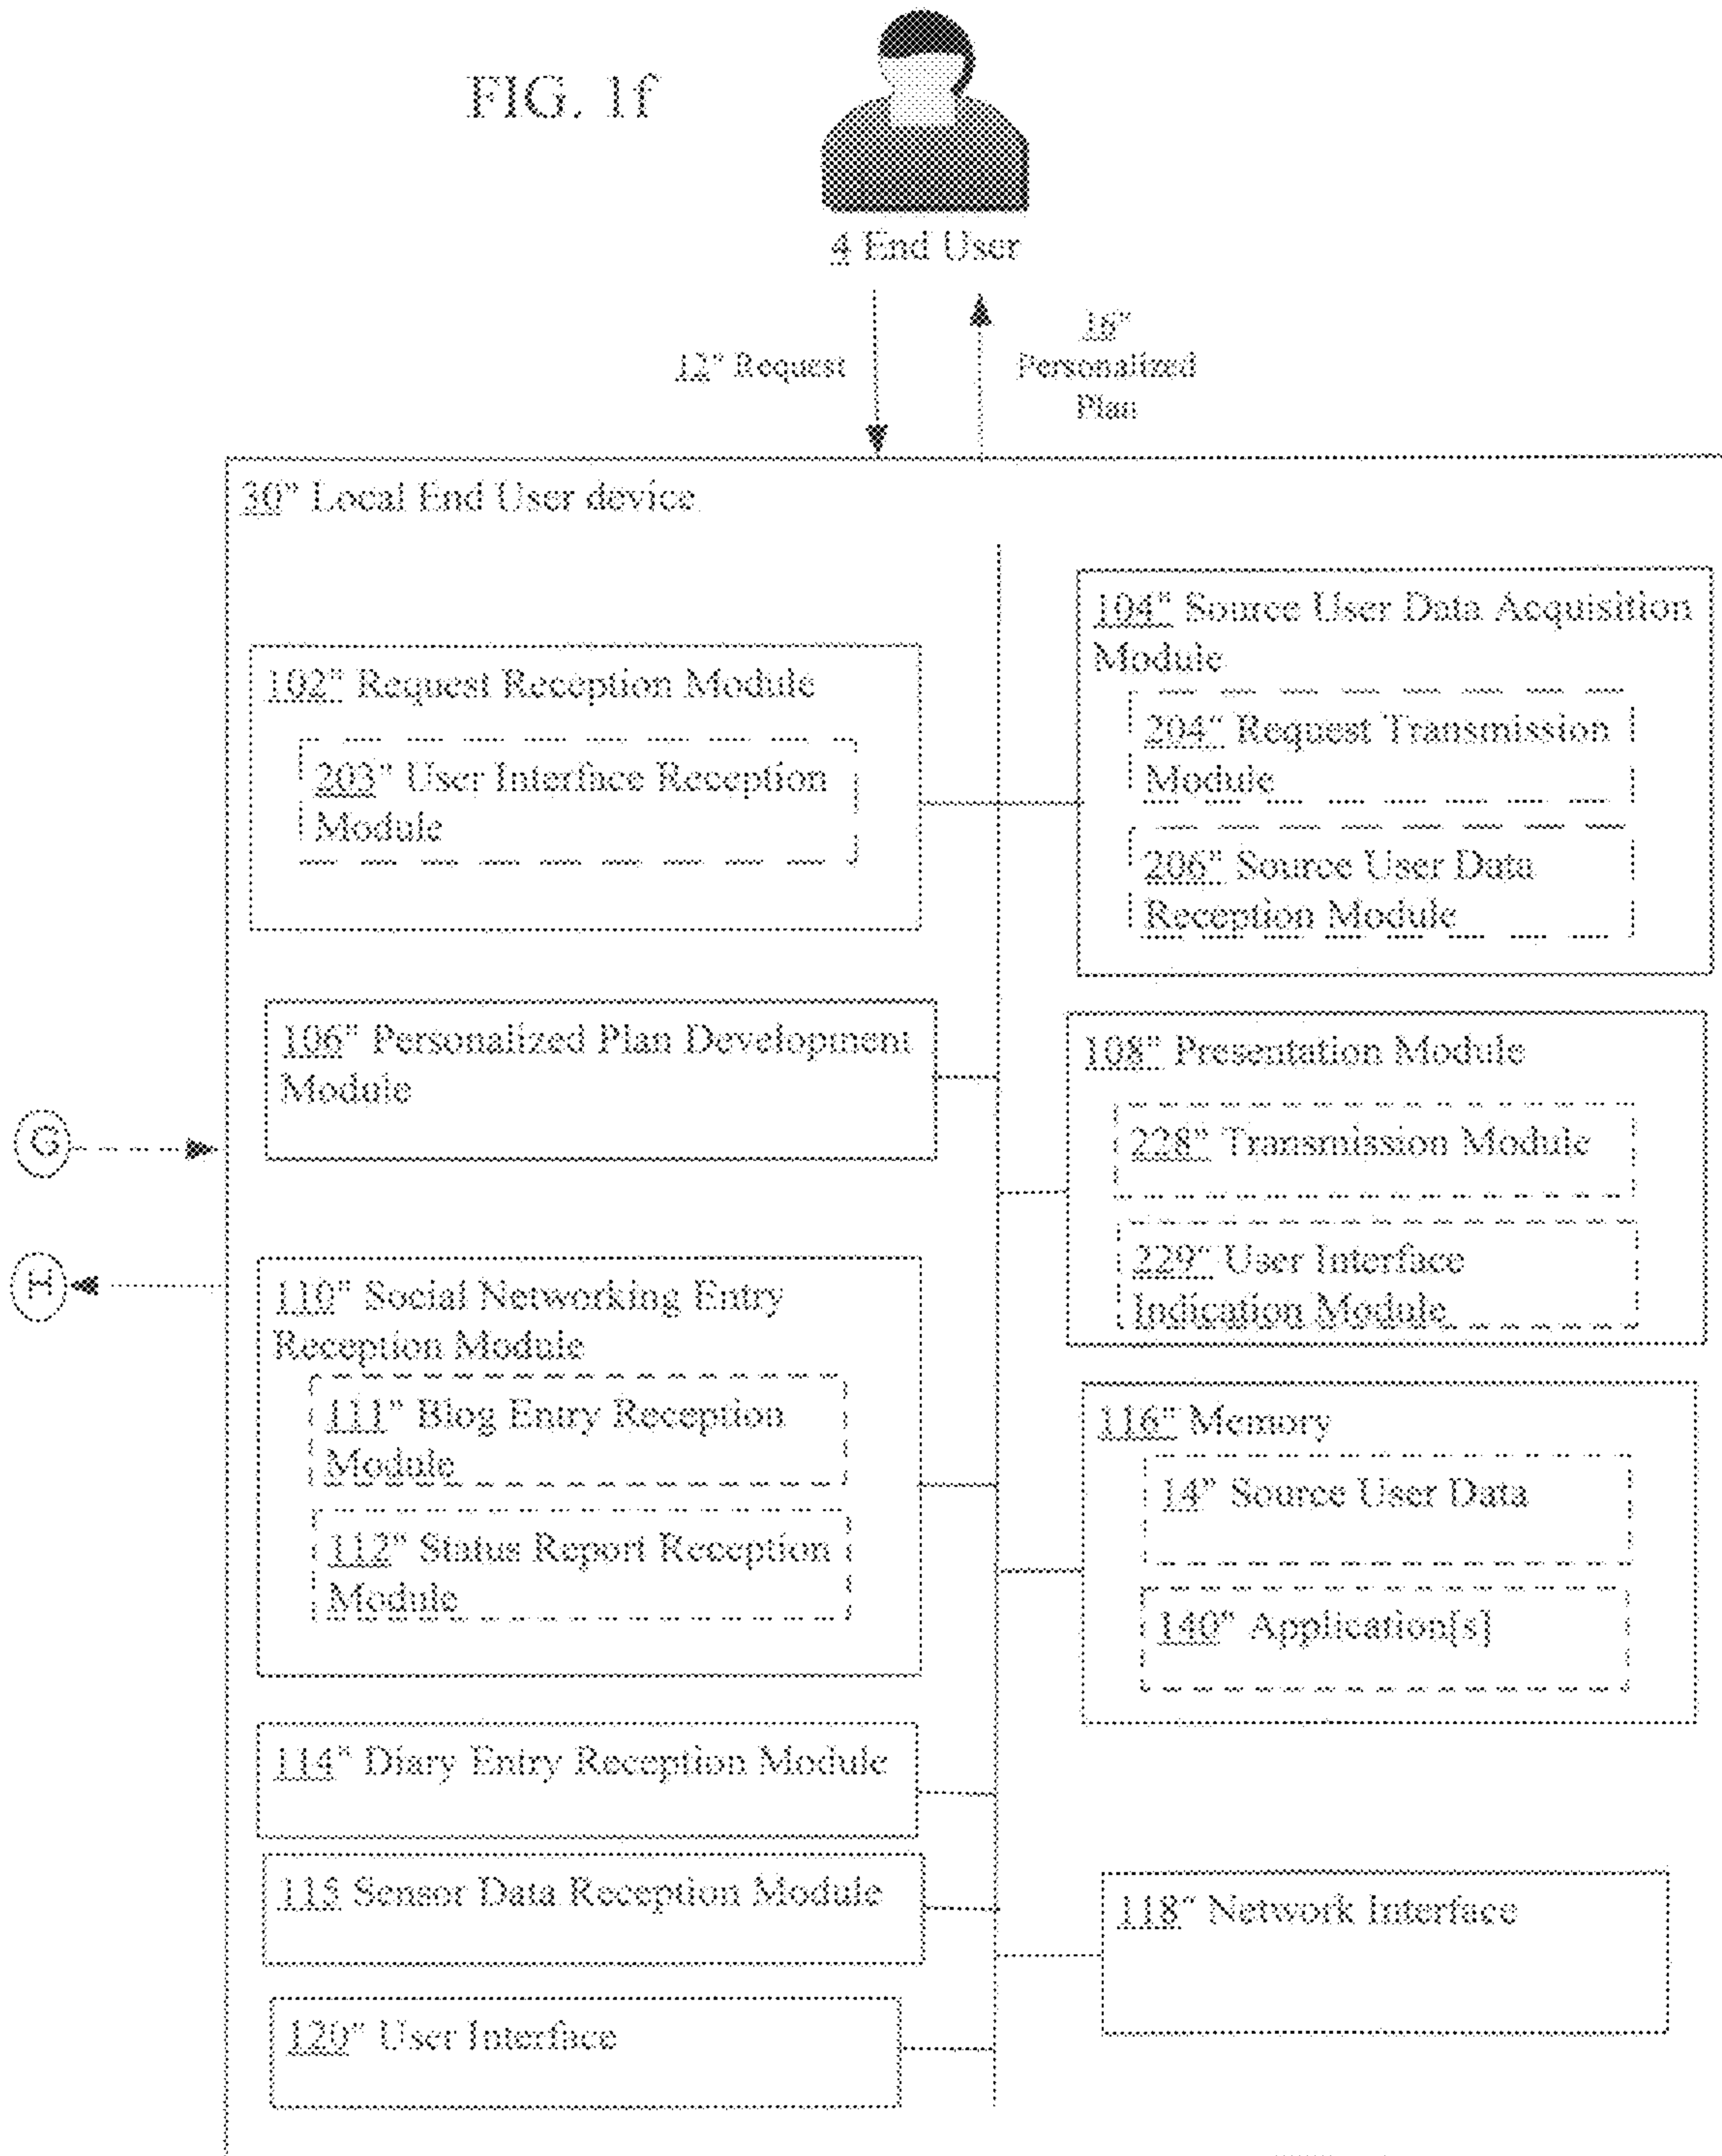 FIG. 1f
4 End User
12" Request
16"
Personalized
Plan
30" Local End User device
102" Request Reception Module
203" User Interface Reception
Module
104" Source User Data Acquisition
Module
204" Request Transmission
Module
206" Source User Data
Reception Module
106" Personalized Plan Development
Module
108" Presentation Module
228" Transmission Module
229" User Interface
Indication Module
G
H
110" Social Networking Entry
Reception Module
111" Blog Entry Reception
Module
112" Status Report Reception
Module
116" Memory
14" Source User Data
140" Application[s]
114" Diary Entry Reception Module
115 Sensor Data Reception Module
118" Network Interface
120" User Interface